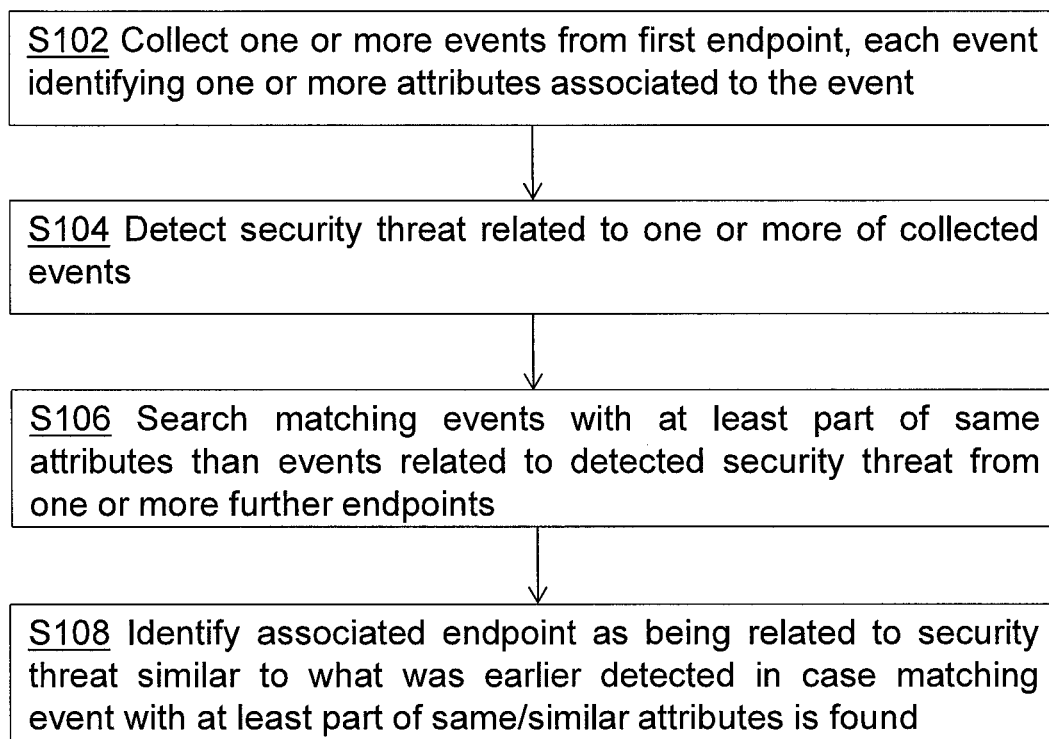 S102 Collect one or more events from first endpoint, each event
identifying one or more attributes associated to the event
S104 Detect security threat related to one or more of collected
events
S106 Search matching events with at least part of same
attributes than events related to detected security threat from
one or more further endpoints
S108 Identify associated endpoint as being related to security
threat similar to what was earlier detected in case matching
event with at least part of same/similar attributes is found